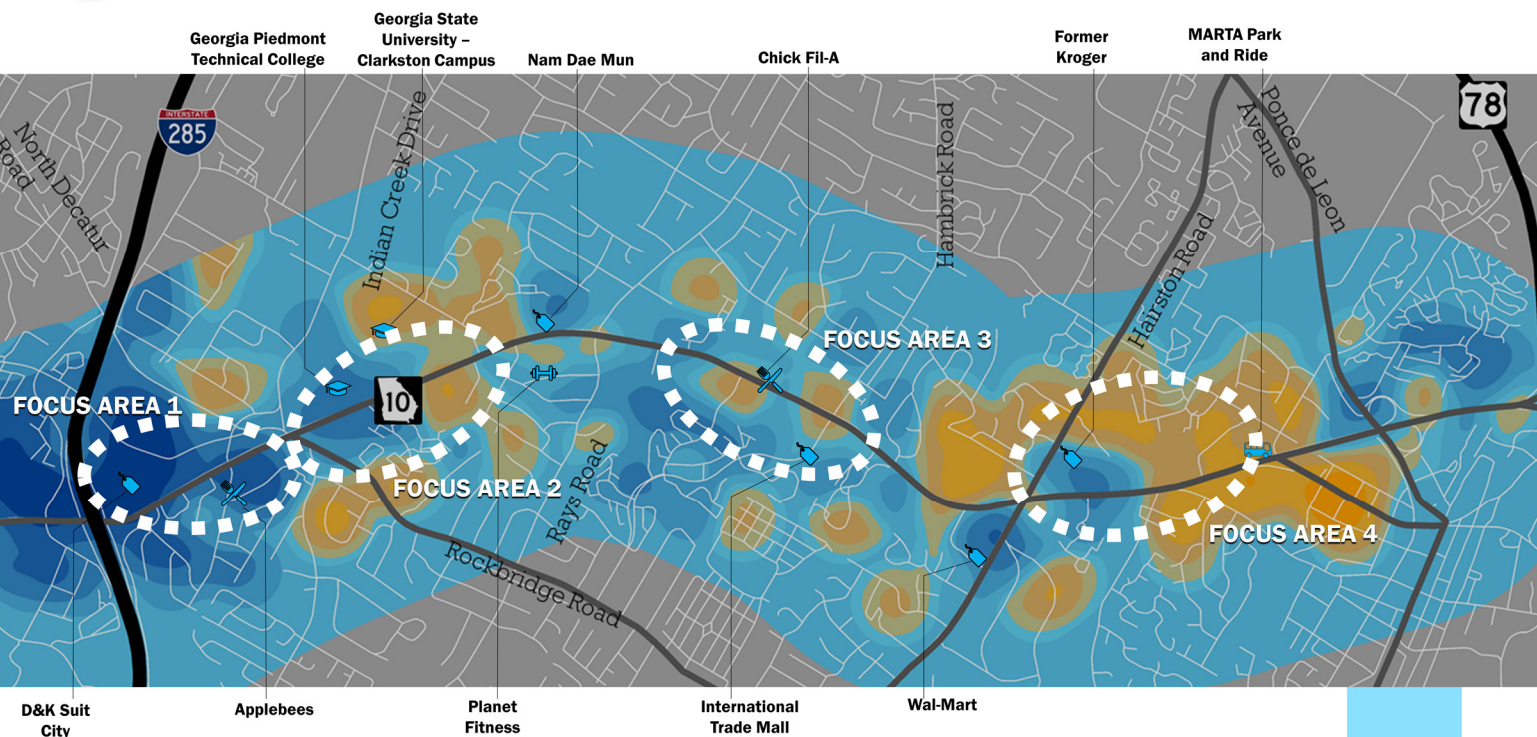 Georgia Piedmont
Technical College
Georgia State
University –
Clarkston Campus
Nam Dae Mun
Chick Fil-A
Former
Kroger
MARTA Park
and Ride
INTERSTATE
285
78
North Decatur
Road
Indian Creek Drive
Hambrick Road
Hairston Road
Ponce de Leon
Avenue
FOCUS AREA 1
10
FOCUS AREA 2
FOCUS AREA 3
FOCUS AREA 4
Rays Road
Rockbridge Road
D&K Suit
City
Applebees
Planet
Fitness
International
Trade Mall
Wal-Mart